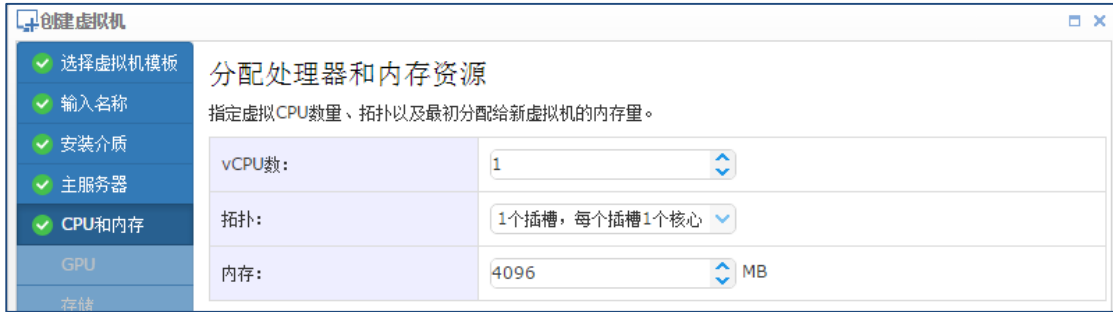 创建虚拟机
选择虚拟机模板
输入名称
安装介质
主服务器
CPU和内存
GPU
存储
分配处理器和内存资源
指定虚拟CPU数量、拓扑以及最初分配给新虚拟机的内存量。
vCPU数: 1
拓扑: 1个插槽，每个插槽1个核心
内存: 4096 MB